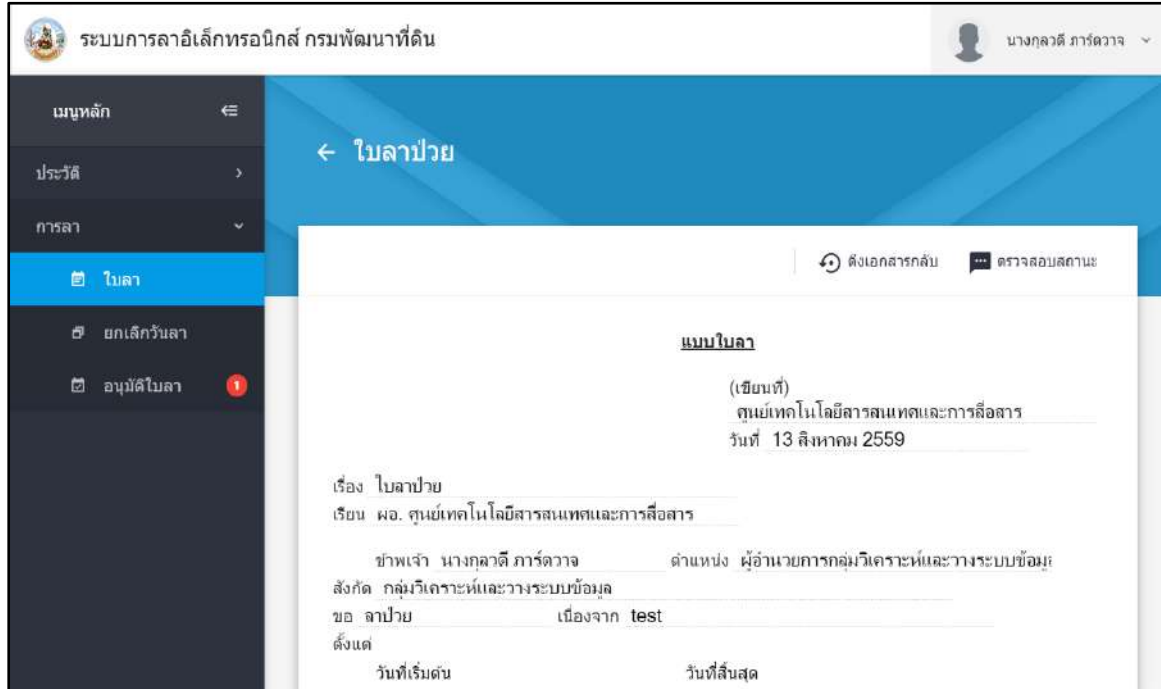 ระบบการลาอิเล็กทรอนิกส์ กรมพัฒนาที่ดิน
นางกุลวดี ภาร์ดวาจ
เมนูหลัก
ประวัติ
การลา
ใบลา
ยกเลิกวันลา
อนุมัติใบลา 1
ใบลาป่วย
ดึงเอกสารกลับ ตรวจสอบสถานะ
แบบใบลา
(เขียนที่)
ศูนย์เทคโนโลยีสารสนเทศและการสื่อสาร
วันที่ 13 สิงหาคม 2559
เรื่อง ใบลาป่วย
เรียน ผอ. ศูนย์เทคโนโลยีสารสนเทศและการสื่อสาร
ข้าพเจ้า นางกุลวดี ภาร์ดวาจ ตำแหน่ง ผู้อำนวยการกลุ่มวิเคราะห์และวางระบบข้อมูล
สังกัด กลุ่มวิเคราะห์และวางระบบข้อมูล
ขอ ลาป่วย เนื่องจาก test
ตั้งแต่
วันที่เริ่มต้น วันที่สิ้นสุด